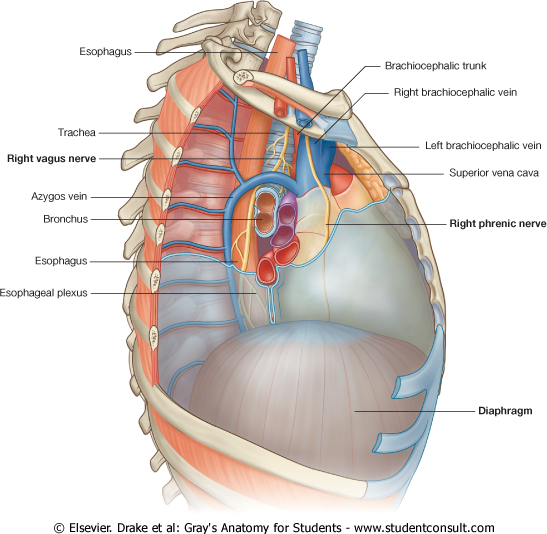 Esophagus
Trachea
Right vagus nerve
Azygos vein
Bronchus
Esophagus
Esophageal plexus
Brachiocephalic trunk
Right brachiocephalic vein
Left brachiocephalic vein
Superior vena cava
Right phrenic nerve
Diaphragm
© Elsevier. Drake et al: Gray's Anatomy for Students - www.studentconsult.com